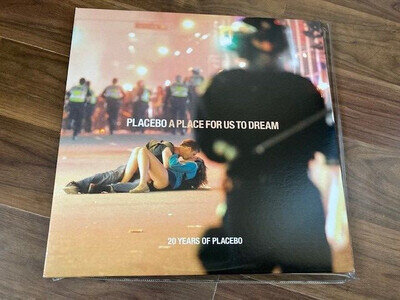 PLACEBO A PLACE FOR US TO DREAM
20 YEARS OF PLACEBO